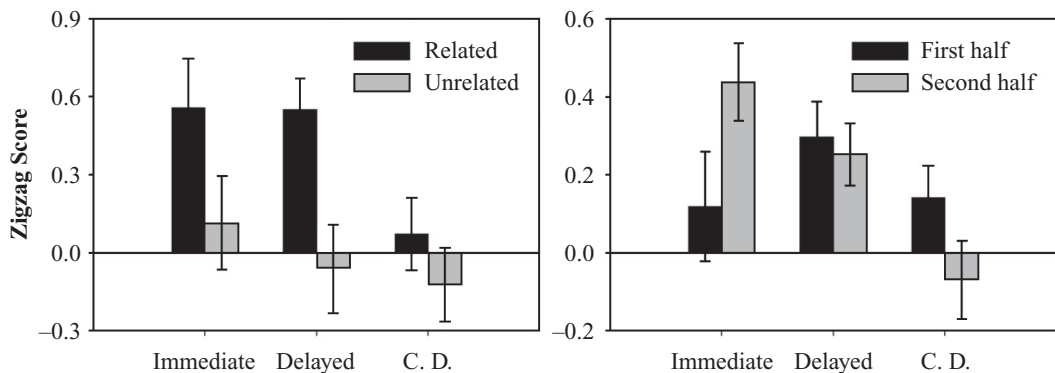 Zigzag Score
0.9
0.6
0.3
0.0
–0.3
Related
Unrelated
Immediate Delayed C. D.
0.6
0.4
0.2
0.0
–0.2
First half
Second half
Immediate Delayed C. D.